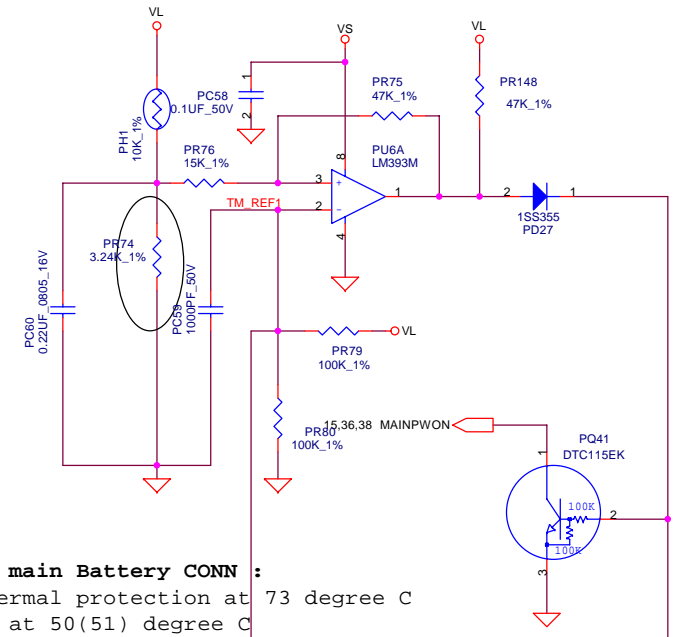 VL
VS
VL
1
2
PC58
0.1UF_50V
PR75
47K_1%
PR148
47K_1%
PH1
10K_1%
PR76
15K_1%
PU6A
LM393M
8
3
+
1
2
-
4
TM_REF1
2
1
1SS355
PD27
PR74
3.24K_1%
PC60
0.22UF_0805_16V
PC59
1000PF_50V
VL
PR79
100K_1%
PR80
100K_1%
15,36,38 MAINPWON
PQ41
DTC115EK
1
100K
2
100K
3
main Battery CONN :
ermal protection at 73 degree C
at 50(51) degree C